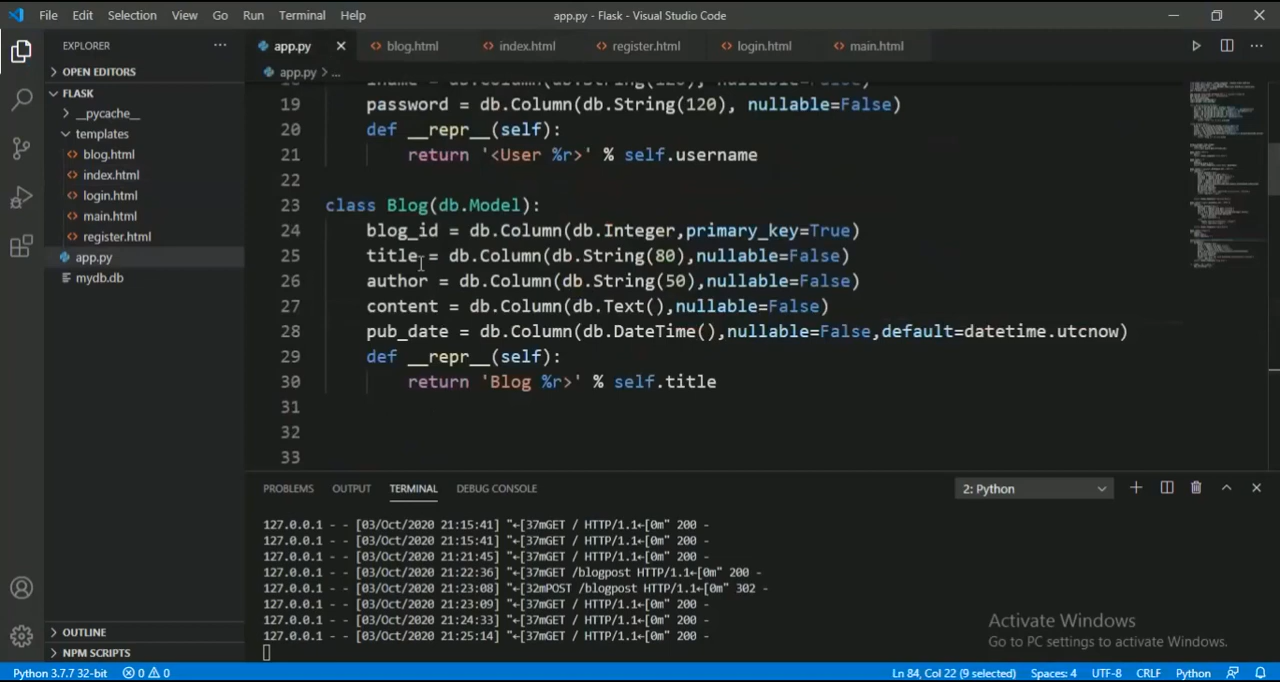 File Edit Selection View Go Run Terminal Help app.py - Flask - Visual Studio Code
EXPLORER ...
OPEN EDITORS
FLASK
__pycache__
templates
blog.html
index.html
login.html
main.html
register.html
app.py
mydb.db
OUTLINE
NPM SCRIPTS
app.py blog.html index.html register.html login.html main.html
app.py > ...
19 password = db.Column(db.String(120), nullable=False)
20 def __repr__(self):
21 return '<User %r>' % self.username
22
23 class Blog(db.Model):
24 blog_id = db.Column(db.Integer,primary_key=True)
25 title = db.Column(db.String(80),nullable=False)
26 author = db.Column(db.String(50),nullable=False)
27 content = db.Column(db.Text(),nullable=False)
28 pub_date = db.Column(db.DateTime(),nullable=False,default=datetime.utcnow)
29 def __repr__(self):
30 return 'Blog %r>' % self.title
31
32
33
PROBLEMS OUTPUT TERMINAL DEBUG CONSOLE 2: Python
127.0.0.1 - - [03/Oct/2020 21:15:41] "←[37mGET / HTTP/1.1←[0m" 200 -
127.0.0.1 - - [03/Oct/2020 21:15:41] "←[37mGET / HTTP/1.1←[0m" 200 -
127.0.0.1 - - [03/Oct/2020 21:21:45] "←[37mGET / HTTP/1.1←[0m" 200 -
127.0.0.1 - - [03/Oct/2020 21:22:36] "←[37mGET /blogpost HTTP/1.1←[0m" 200 -
127.0.0.1 - - [03/Oct/2020 21:23:08] "←[32mPOST /blogpost HTTP/1.1←[0m" 302 -
127.0.0.1 - - [03/Oct/2020 21:23:09] "←[37mGET / HTTP/1.1←[0m" 200 -
127.0.0.1 - - [03/Oct/2020 21:24:33] "←[37mGET / HTTP/1.1←[0m" 200 -
127.0.0.1 - - [03/Oct/2020 21:25:14] "←[37mGET / HTTP/1.1←[0m" 200 -
Activate Windows
Go to PC settings to activate Windows.
Python 3.7.7 32-bit 0 0 Ln 84, Col 22 (9 selected) Spaces: 4 UTF-8 CRLF Python